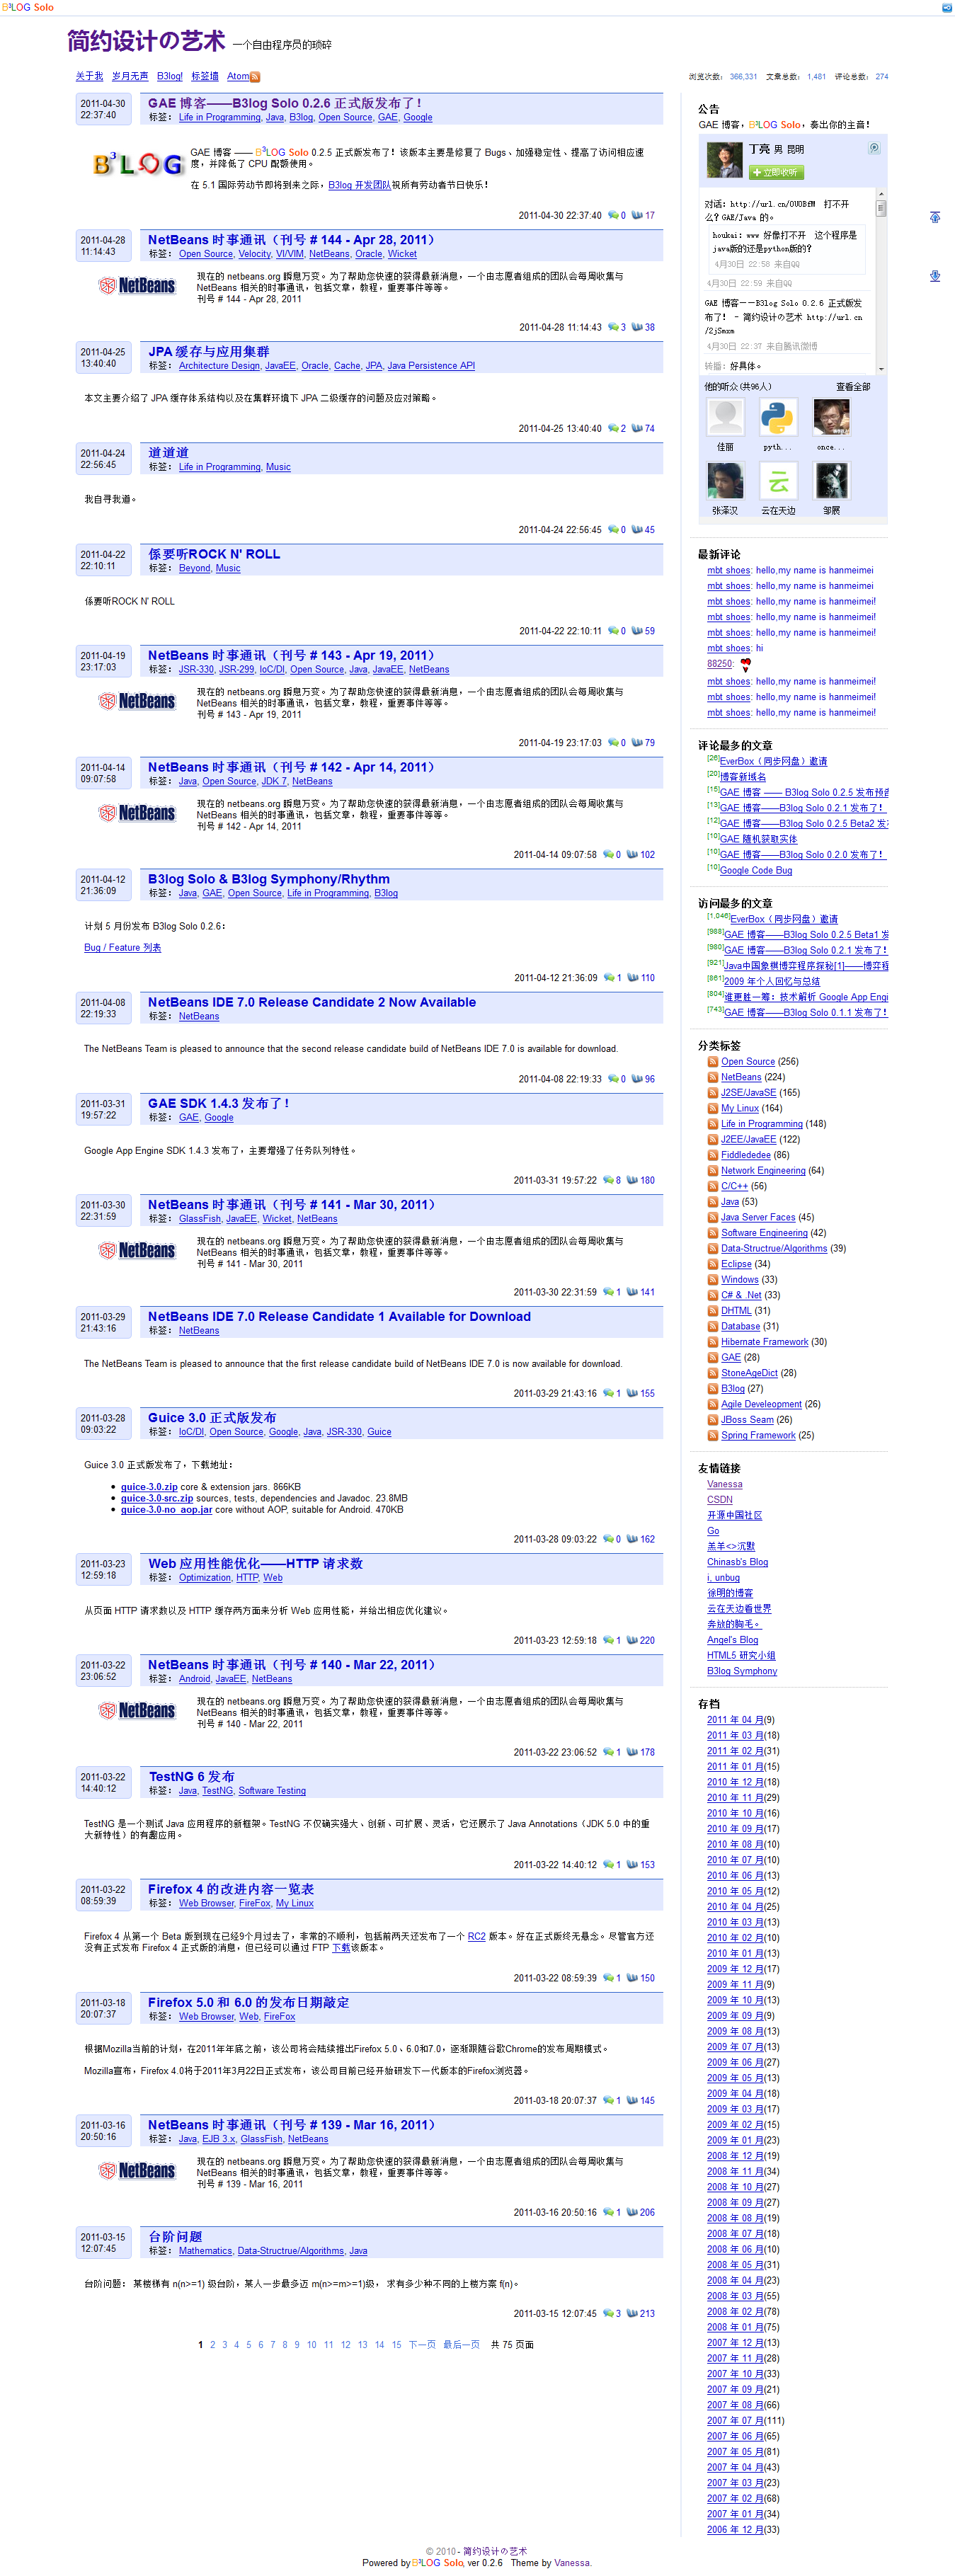 B³LOG Solo
简约设计の艺术 一个自由程序员的琐碎
关于我 岁月无声 B3log! 标签墙 Atom
浏览次数： 366,331 文章总数： 1,481 评论总数： 274
2011-04-30
22:37:40
GAE 博客——B3log Solo 0.2.6 正式版发布了！
标签： Life in Programming, Java, B3log, Open Source, GAE, Google
B³LOG
GAE 博客 —— B³LOG Solo 0.2.5 正式版发布了！该版本主要是修复了 Bugs、加强稳定性、提高了访问相应速
度，并降低了 CPU 配额使用。
在 5.1 国际劳动节即将到来之际，B3log 开发团队祝所有劳动者节日快乐！
2011-04-30 22:37:40 0 17
2011-04-28
11:14:43
NetBeans 时事通讯（刊号 # 144 - Apr 28, 2011）
标签： Open Source, Velocity, VI/VIM, NetBeans, Oracle, Wicket
NetBeans
现在的 netbeans.org 瞬息万变。为了帮助您快速的获得最新消息，一个由志愿者组成的团队会每周收集与
NetBeans 相关的时事通讯，包括文章，教程，重要事件等等。
刊号 # 144 - Apr 28, 2011
2011-04-28 11:14:43 3 38
2011-04-25
13:40:40
JPA 缓存与应用集群
标签： Architecture Design, JavaEE, Oracle, Cache, JPA, Java Persistence API
本文主要介绍了 JPA 缓存体系结构以及在集群环境下 JPA 二级缓存的问题及应对策略。
2011-04-25 13:40:40 2 74
2011-04-24
22:56:45
道道道
标签： Life in Programming, Music
我自寻我道。
2011-04-24 22:56:45 0 45
2011-04-22
22:10:11
係要听ROCK N' ROLL
标签： Beyond, Music
係要听ROCK N' ROLL
2011-04-22 22:10:11 0 59
2011-04-19
23:17:03
NetBeans 时事通讯（刊号 # 143 - Apr 19, 2011）
标签： JSR-330, JSR-299, IoC/DI, Open Source, Java, JavaEE, NetBeans
NetBeans
现在的 netbeans.org 瞬息万变。为了帮助您快速的获得最新消息，一个由志愿者组成的团队会每周收集与
NetBeans 相关的时事通讯，包括文章，教程，重要事件等等。
刊号 # 143 - Apr 19, 2011
2011-04-19 23:17:03 0 79
2011-04-14
09:07:58
NetBeans 时事通讯（刊号 # 142 - Apr 14, 2011）
标签： Java, Open Source, JDK 7, NetBeans
NetBeans
现在的 netbeans.org 瞬息万变。为了帮助您快速的获得最新消息，一个由志愿者组成的团队会每周收集与
NetBeans 相关的时事通讯，包括文章，教程，重要事件等等。
刊号 # 142 - Apr 14, 2011
2011-04-14 09:07:58 0 102
2011-04-12
21:36:09
B3log Solo & B3log Symphony/Rhythm
标签： Java, GAE, Open Source, Life in Programming, B3log
计划 5 月份发布 B3log Solo 0.2.6：
Bug / Feature 列表
2011-04-12 21:36:09 1 110
2011-04-08
22:19:33
NetBeans IDE 7.0 Release Candidate 2 Now Available
标签： NetBeans
The NetBeans Team is pleased to announce that the second release candidate build of NetBeans IDE 7.0 is available for download.
2011-04-08 22:19:33 0 96
2011-03-31
19:57:22
GAE SDK 1.4.3 发布了！
标签： GAE, Google
Google App Engine SDK 1.4.3 发布了，主要增强了任务队列特性。
2011-03-31 19:57:22 8 180
2011-03-30
22:31:59
NetBeans 时事通讯（刊号 # 141 - Mar 30, 2011）
标签： GlassFish, JavaEE, Wicket, NetBeans
NetBeans
现在的 netbeans.org 瞬息万变。为了帮助您快速的获得最新消息，一个由志愿者组成的团队会每周收集与
NetBeans 相关的时事通讯，包括文章，教程，重要事件等等。
刊号 # 141 - Mar 30, 2011
2011-03-30 22:31:59 1 141
2011-03-29
21:43:16
NetBeans IDE 7.0 Release Candidate 1 Available for Download
标签： NetBeans
The NetBeans Team is pleased to announce that the first release candidate build of NetBeans IDE 7.0 is now available for download.
2011-03-29 21:43:16 1 155
2011-03-28
09:03:22
Guice 3.0 正式版发布
标签： IoC/DI, Open Source, Google, Java, JSR-330, Guice
Guice 3.0 正式版发布了，下载地址：
guice-3.0.zip core & extension jars. 866KB
guice-3.0-src.zip sources, tests, dependencies and Javadoc. 23.8MB
guice-3.0-no_aop.jar core without AOP, suitable for Android. 470KB
2011-03-28 09:03:22 0 162
2011-03-23
12:59:18
Web 应用性能优化——HTTP 请求数
标签： Optimization, HTTP, Web
从页面 HTTP 请求数以及 HTTP 缓存两方面来分析 Web 应用性能，并给出相应优化建议。
2011-03-23 12:59:18 1 220
2011-03-22
23:06:52
NetBeans 时事通讯（刊号 # 140 - Mar 22, 2011）
标签： Android, JavaEE, NetBeans
NetBeans
现在的 netbeans.org 瞬息万变。为了帮助您快速的获得最新消息，一个由志愿者组成的团队会每周收集与
NetBeans 相关的时事通讯，包括文章，教程，重要事件等等。
刊号 # 140 - Mar 22, 2011
2011-03-22 23:06:52 1 178
2011-03-22
14:40:12
TestNG 6 发布
标签： Java, TestNG, Software Testing
TestNG 是一个测试 Java 应用程序的新框架。TestNG 不仅确实强大、创新、可扩展、灵活，它还展示了 Java Annotations（JDK 5.0 中的重
大新特性）的有趣应用。
2011-03-22 14:40:12 1 153
2011-03-22
08:59:39
Firefox 4 的改进内容一览表
标签： Web Browser, FireFox, My Linux
Firefox 4 从第一个 Beta 版到现在已经9个月过去了，非常的不顺利，包括前两天还发布了一个 RC2 版本。好在正式版终无悬念。尽管官方还
没有正式发布 Firefox 4 正式版的消息，但已经可以通过 FTP 下载该版本。
2011-03-22 08:59:39 1 150
2011-03-18
20:07:37
Firefox 5.0 和 6.0 的发布日期敲定
标签： Web Browser, Web, FireFox
根据Mozilla当前的计划，在2011年年底之前，该公司将会陆续推出Firefox 5.0、6.0和7.0，逐渐跟随谷歌Chrome的发布周期模式。
Mozilla宣布，Firefox 4.0将于2011年3月22日正式发布，该公司目前已经开始研发下一代版本的Firefox浏览器。
2011-03-18 20:07:37 1 145
2011-03-16
20:50:16
NetBeans 时事通讯（刊号 # 139 - Mar 16, 2011）
标签： Java, EJB 3.x, GlassFish, NetBeans
NetBeans
现在的 netbeans.org 瞬息万变。为了帮助您快速的获得最新消息，一个由志愿者组成的团队会每周收集与
NetBeans 相关的时事通讯，包括文章，教程，重要事件等等。
刊号 # 139 - Mar 16, 2011
2011-03-16 20:50:16 1 206
2011-03-15
12:07:45
台阶问题
标签： Mathematics, Data-Structrue/Algorithms, Java
台阶问题： 某楼梯有 n(n>=1) 级台阶，某人一步最多迈 m(n>=m>=1)级， 求有多少种不同的上楼方案 f(n)。
2011-03-15 12:07:45 3 213
1 2 3 4 5 6 7 8 9 10 11 12 13 14 15 下一页 最后一页 共 75 页面
公告
GAE 博客，B³LOG Solo，奏出你的主音！
丁亮 男 昆明
立即收听
对话：http://url.cn/0U0BfW 打不开
么？GAE/Java 的。
houkai：www 好像打不开 这个程序是
java版的还是python版的？
4月30日 22:58 来自QQ
4月30日 22:59 来自QQ
GAE 博客——B3log Solo 0.2.6 正式版发
布了！ - 简约设计の艺术 http://url.cn
/2jSmxm
4月30日 22:37 来自腾讯微博
转播：好具体。
他的听众(共96人) 查看全部
佳丽 pyth... once...
张泽汉 云在天边 邹展
最新评论
mbt shoes: hello,my name is hanmeimei
mbt shoes: hello,my name is hanmeimei
mbt shoes: hello,my name is hanmeimei!
mbt shoes: hello,my name is hanmeimei!
mbt shoes: hello,my name is hanmeimei!
mbt shoes: hi
88250:
mbt shoes: hello,my name is hanmeimei!
mbt shoes: hello,my name is hanmeimei!
mbt shoes: hello,my name is hanmeimei!
评论最多的文章
[26]EverBox（同步网盘）邀请
[20]博客新域名
[15]GAE 博客 —— B3log Solo 0.2.5 发布预告
[13]GAE 博客——B3log Solo 0.2.1 发布了！
[12]GAE 博客——B3log Solo 0.2.5 Beta2 发
[10]GAE 随机获取实体
[10]GAE 博客——B3log Solo 0.2.0 发布了！
[10]Google Code Bug
访问最多的文章
[1,046]EverBox（同步网盘）邀请
[988]GAE 博客——B3log Solo 0.2.5 Beta1 发
[980]GAE 博客——B3log Solo 0.2.1 发布了！
[921]Java中国象棋博弈程序探秘[1]——博弈程
[861]2009 年个人回忆与总结
[804]谁更胜一筹：技术解析 Google App Engi
[743]GAE 博客——B3log Solo 0.1.1 发布了！
分类标签
Open Source (256)
NetBeans (224)
J2SE/JavaSE (165)
My Linux (164)
Life in Programming (148)
J2EE/JavaEE (122)
Fiddlededee (86)
Network Engineering (64)
C/C++ (56)
Java (53)
Java Server Faces (45)
Software Engineering (42)
Data-Structrue/Algorithms (39)
Eclipse (34)
Windows (33)
C# & .Net (33)
DHTML (31)
Database (31)
Hibernate Framework (30)
GAE (28)
StoneAgeDict (28)
B3log (27)
Agile Develeopment (26)
JBoss Seam (26)
Spring Framework (25)
友情链接
Vanessa
CSDN
开源中国社区
Go
羔羊<>沉默
Chinasb's Blog
i, unbug
徐明的博客
云在天边看世界
奔放的胸毛。
Angel's Blog
HTML5 研究小组
B3log Symphony
存档
2011 年 04 月(9)
2011 年 03 月(18)
2011 年 02 月(31)
2011 年 01 月(15)
2010 年 12 月(18)
2010 年 11 月(29)
2010 年 10 月(16)
2010 年 09 月(17)
2010 年 08 月(10)
2010 年 07 月(10)
2010 年 06 月(13)
2010 年 05 月(12)
2010 年 04 月(25)
2010 年 03 月(13)
2010 年 02 月(10)
2010 年 01 月(13)
2009 年 12 月(17)
2009 年 11 月(9)
2009 年 10 月(13)
2009 年 09 月(9)
2009 年 08 月(13)
2009 年 07 月(13)
2009 年 06 月(27)
2009 年 05 月(13)
2009 年 04 月(18)
2009 年 03 月(17)
2009 年 02 月(15)
2009 年 01 月(23)
2008 年 12 月(19)
2008 年 11 月(34)
2008 年 10 月(27)
2008 年 09 月(27)
2008 年 08 月(19)
2008 年 07 月(18)
2008 年 06 月(10)
2008 年 05 月(31)
2008 年 04 月(23)
2008 年 03 月(55)
2008 年 02 月(78)
2008 年 01 月(75)
2007 年 12 月(13)
2007 年 11 月(28)
2007 年 10 月(33)
2007 年 09 月(21)
2007 年 08 月(66)
2007 年 07 月(111)
2007 年 06 月(65)
2007 年 05 月(81)
2007 年 04 月(43)
2007 年 03 月(23)
2007 年 02 月(68)
2007 年 01 月(34)
2006 年 12 月(33)
© 2010 - 简约设计の艺术
Powered by B³LOG Solo, ver 0.2.6 Theme by Vanessa.